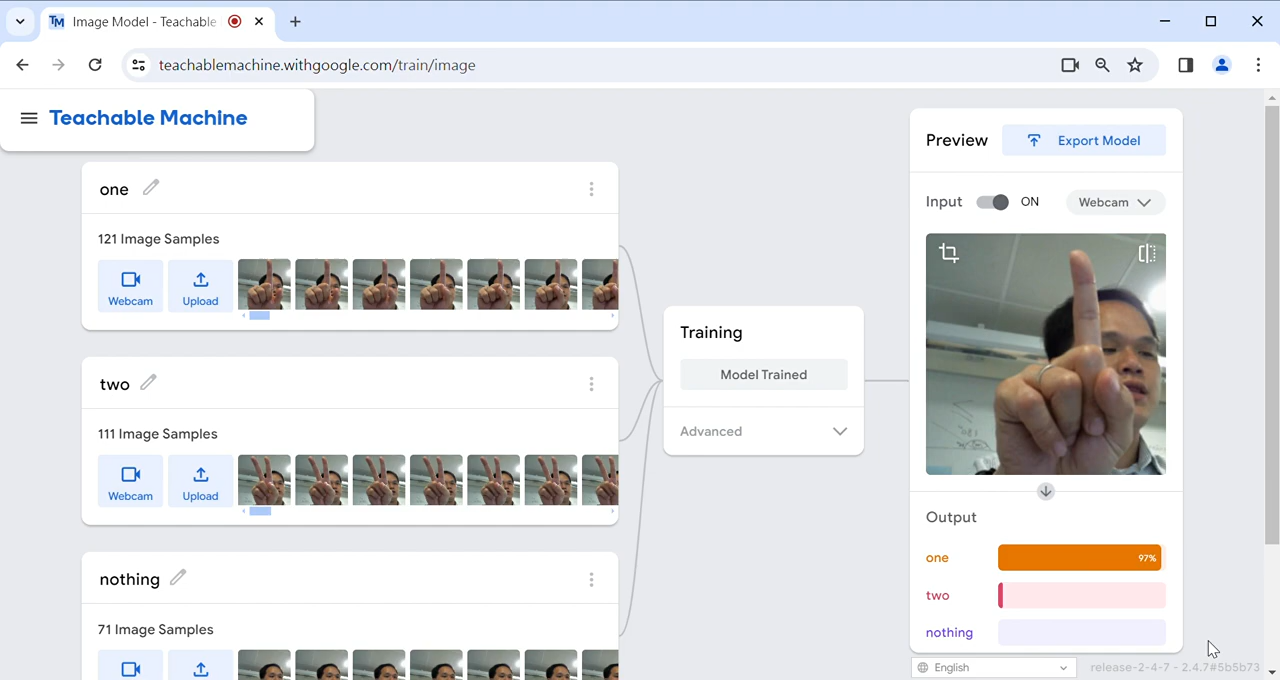 TM Image Model - Teachable
teachablemachine.withgoogle.com/train/image
Teachable Machine
one
121 Image Samples
Webcam
Upload
two
111 Image Samples
Webcam
Upload
nothing
71 Image Samples
Training
Model Trained
Advanced
Preview
Export Model
Input
ON
Webcam
Output
one
97%
two
nothing
English
release-2-4-7 - 2.4.7#5b5b73